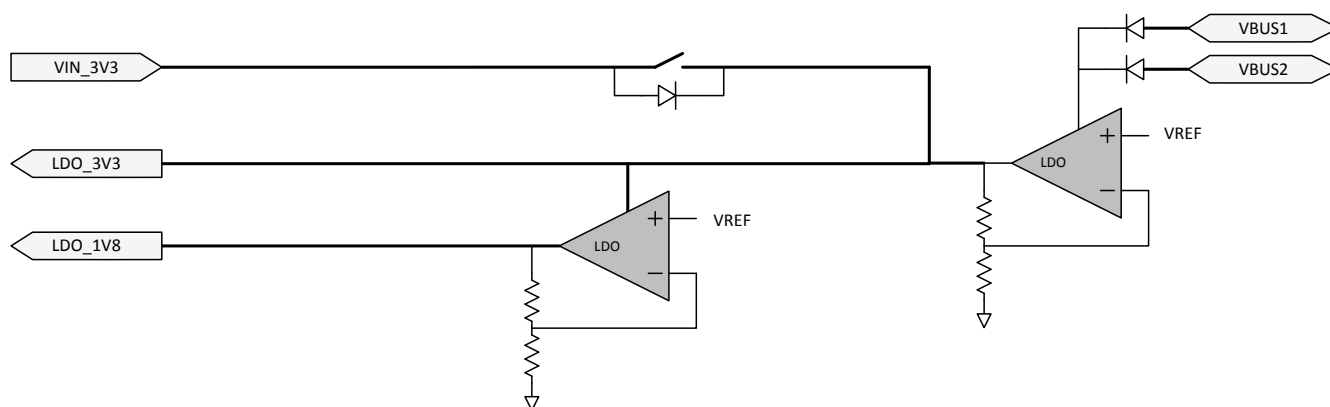 VBUS1
VIN_3V3
VBUS2
+
VREF
LDO_3V3
LDO
−
+
VREF
LDO_1V8
LDO
−